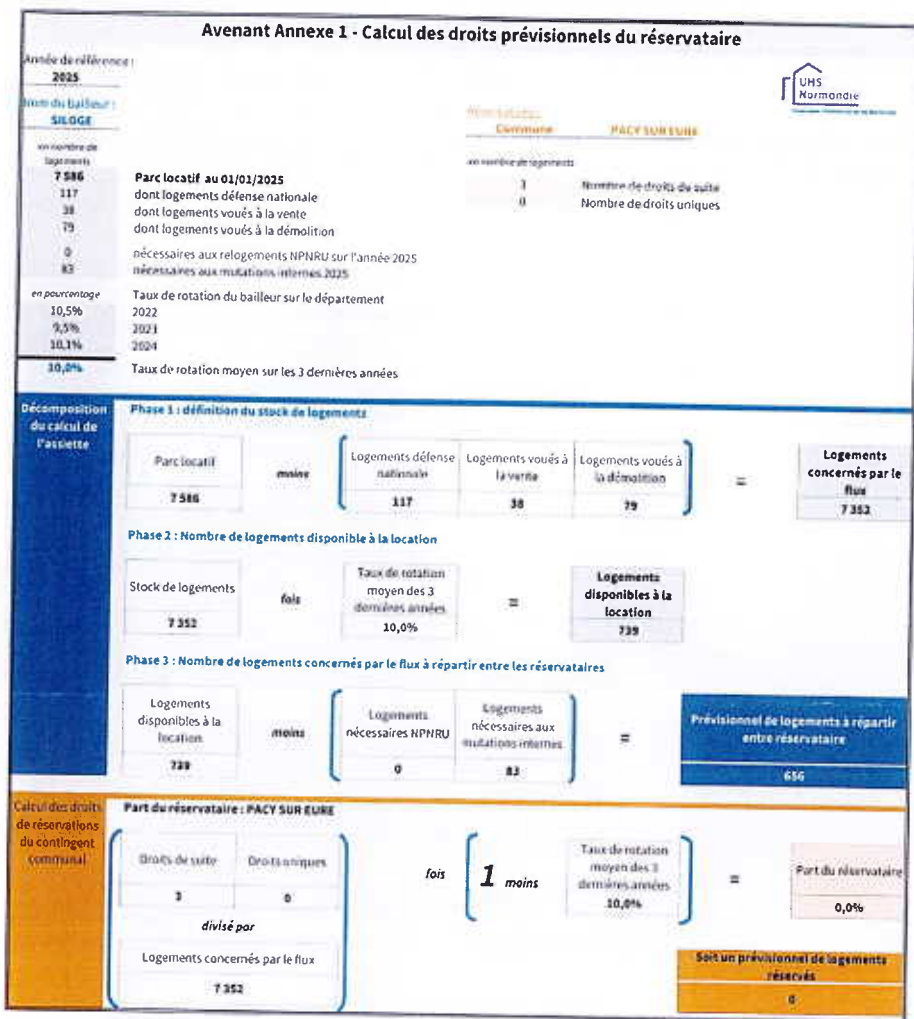 Avenant Annexe 1 - Calcul des droits prévisionnels du réservataire
Année de référence :
2025
UHS
Normandie
Nom du bailleur :
SILOGE
Commune PACY SUR EURE
en nombre de logements
en nombre de logements
7 586 Parc locatif au 01/01/2025
117 dont logements défense nationale
38 dont logements voués à la vente
79 dont logements voués à la démolition
3 Nombre de droits de suite
0 Nombre de droits uniques
0 nécessaires aux relogements NPNRU sur l'année 2025
83 nécessaires aux mutations internes 2025
en pourcentage Taux de rotation du bailleur sur le département
10,5% 2022
9,5% 2023
10,1% 2024
10,0% Taux de rotation moyen sur les 3 dernières années
Décomposition
du calcul de
l'assiette
Phase 1 : définition du stock de logements
Parc locatif
7 586
moins
Logements défense
nationale
117
Logements voués à
la vente
38
Logements voués à
la démolition
79
=
Logements
concernés par le
flux
7 352
Phase 2 : Nombre de logements disponible à la location
Stock de logements
7 352
fois
Taux de rotation
moyen des 3
dernières années
10,0%
=
Logements
disponibles à la
location
739
Phase 3 : Nombre de logements concernés par le flux à répartir entre les réservataires
Logements
disponibles à la
location
739
moins
Logements
nécessaires NPNRU
0
Logements
nécessaires aux
mutations internes
83
=
Prévisionnel de logements à répartir
entre réservataire
656
Calcul des droits
de réservations
du contingent
communal
Part du réservataire : PACY SUR EURE
Droits de suite
3
Droits uniques
0
divisé par
Logements concernés par le flux
7 352
fois
1 moins
Taux de rotation
moyen des 3
dernières années
10,0%
=
Part du réservataire
0,0%
Soit un prévisionnel de logements
réservés
0